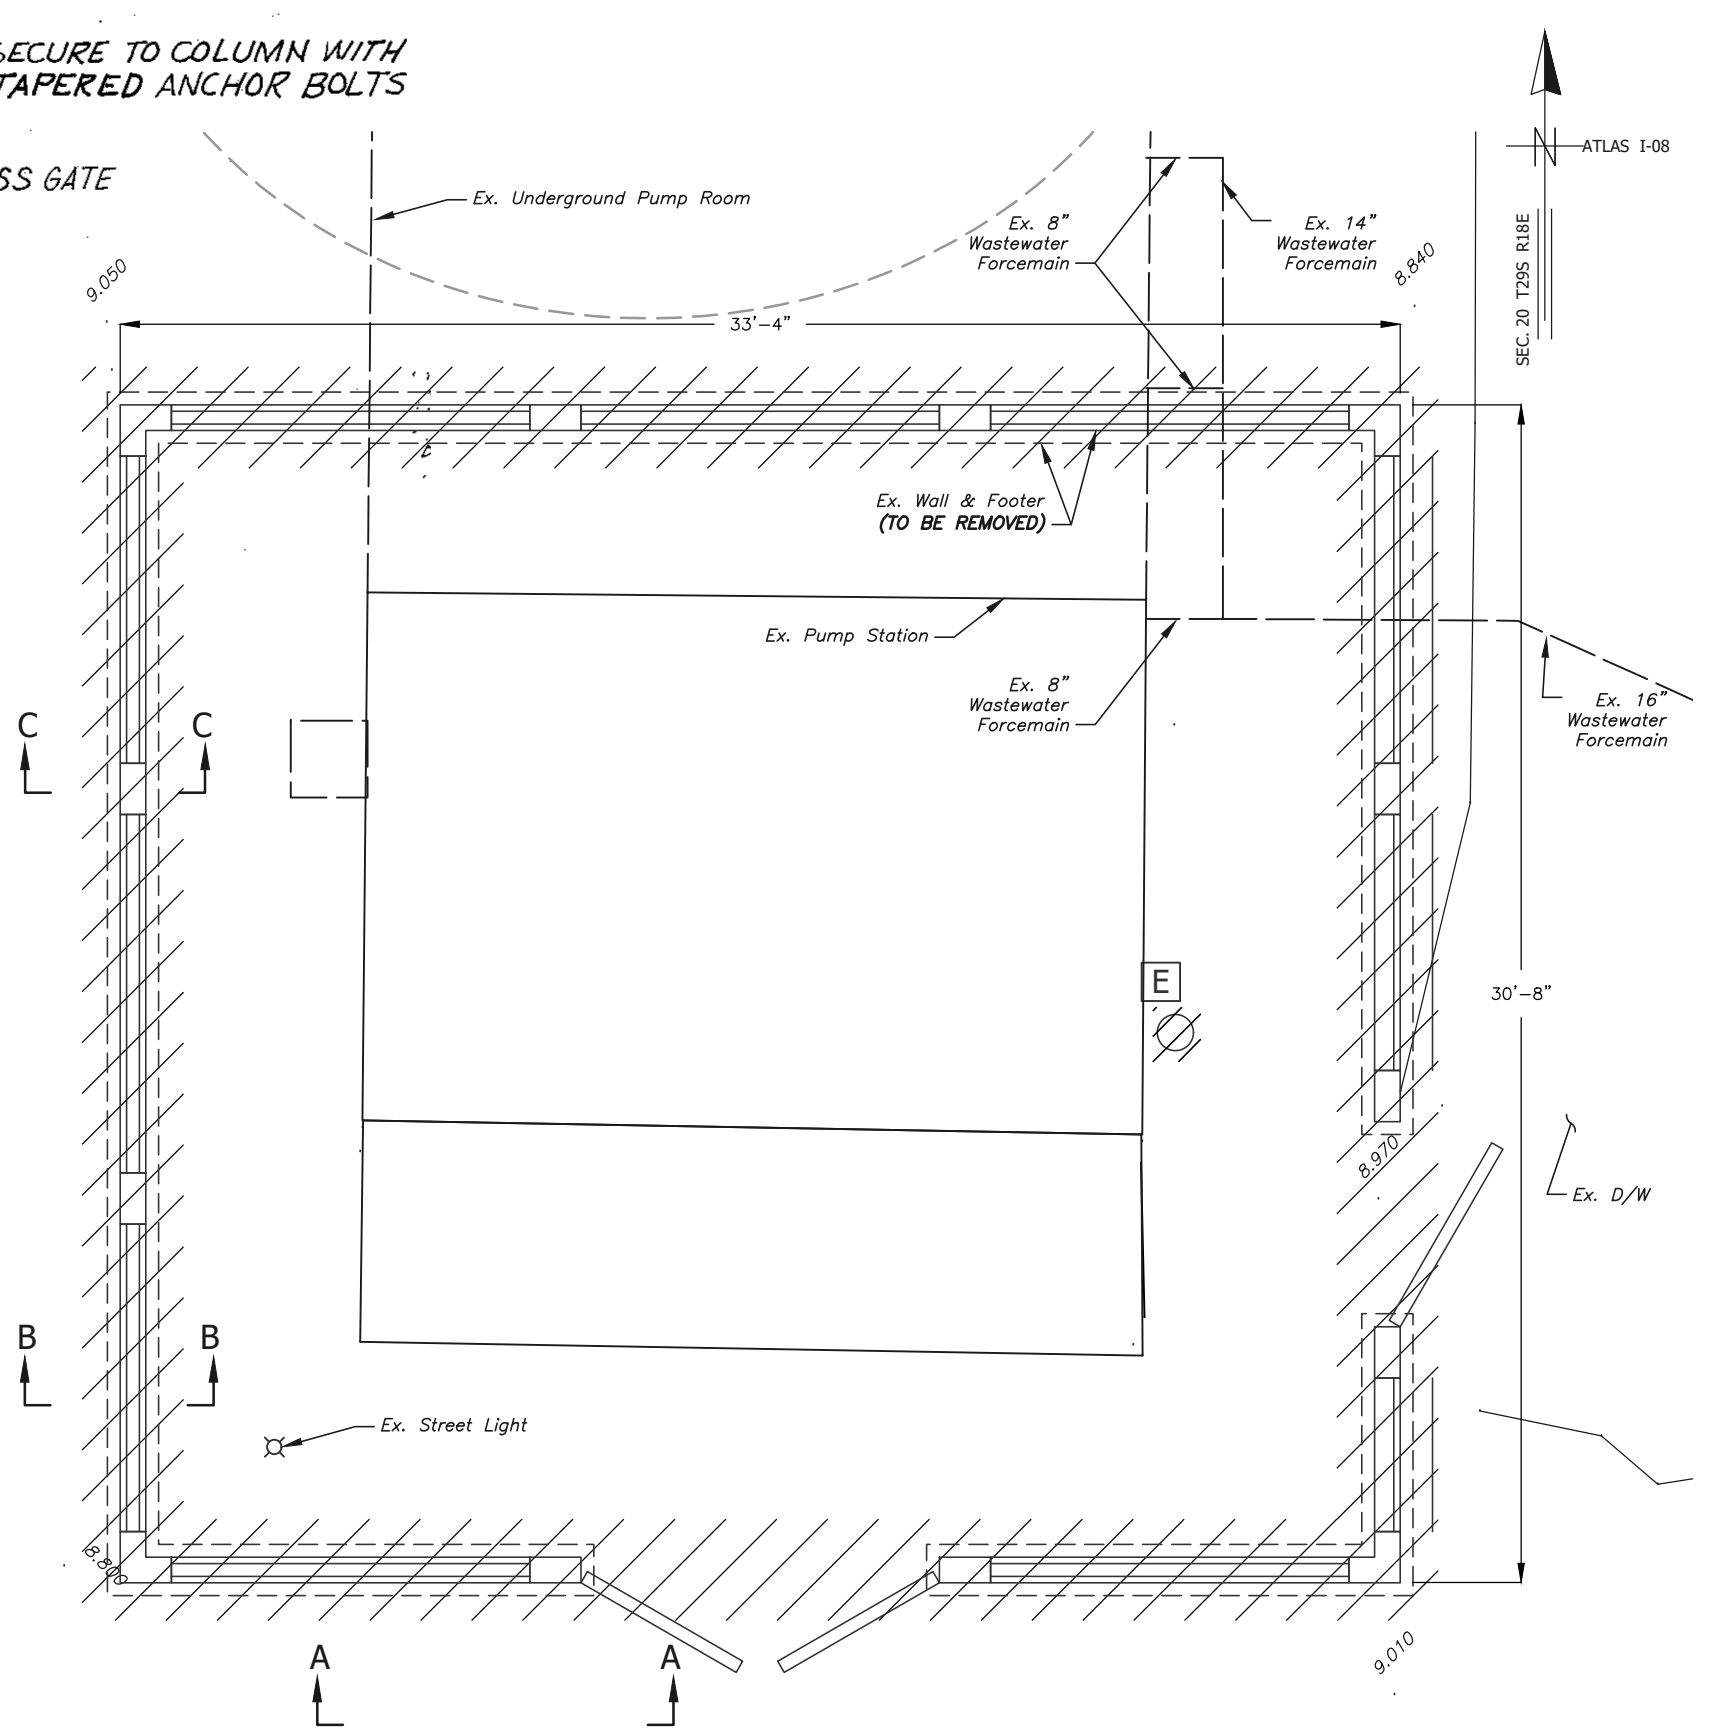 SECURE TO COLUMN WITH
TAPERED ANCHOR BOLTS
SS GATE
N
ATLAS I-08
SEC. 20 T29S R18E
Ex. Underground Pump Room
Ex. 8"
Wastewater
Forcemain
Ex. 14"
Wastewater
Forcemain
9.050
8.840
33'-4"
Ex. Wall & Footer
(TO BE REMOVED)
Ex. Pump Station
Ex. 8"
Wastewater
Forcemain
Ex. 16"
Wastewater
Forcemain
C
C
E
30'-8"
8.970
Ex. D/W
B
B
Ex. Street Light
8.800
9.010
A
A